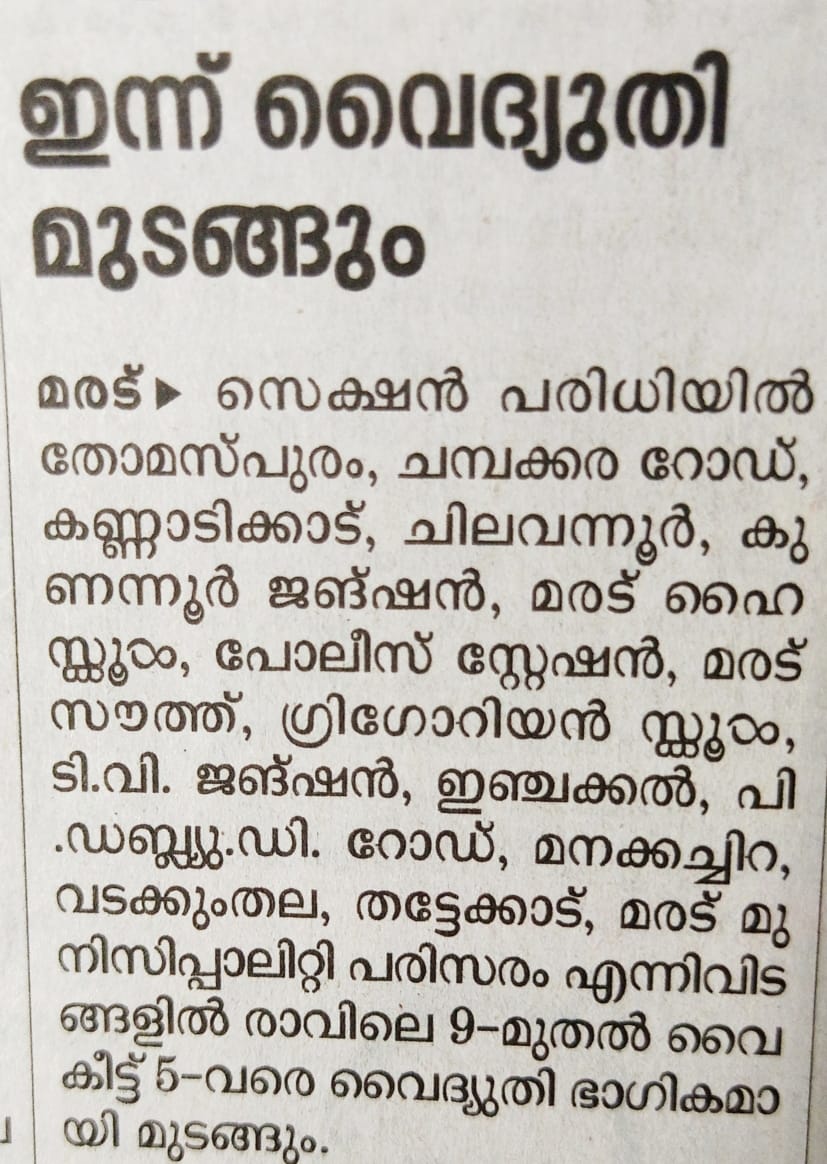 ഇന്ന് വൈദ്യുതി
മുടങ്ങും
മരട്▶ സെക്ഷൻ പരിധിയിൽ
തോമസ്പുരം, ചമ്പക്കര റോഡ്,
കണ്ണാടിക്കാട്, ചിലവന്നൂർ, കു
ണന്നൂർ ജങ്ഷൻ, മരട് ഹൈ
സ്കൂൾ, പോലീസ് സ്റ്റേഷൻ, മരട്
സൗത്ത്, ഗ്രിഗോറിയൻ സ്കൂൾ,
ടി.വി. ജങ്ഷൻ, ഇഞ്ചക്കൽ, പി
.ഡബ്ല്യു.ഡി. റോഡ്, മനക്കച്ചിറ,
വടക്കുംതല, തട്ടേക്കാട്, മരട് മു
നിസിപ്പാലിറ്റി പരിസരം എന്നിവിട
ങ്ങളിൽ രാവിലെ 9-മുതൽ വൈ
കീട്ട് 5-വരെ വൈദ്യുതി ഭാഗികമാ
യി മുടങ്ങും.